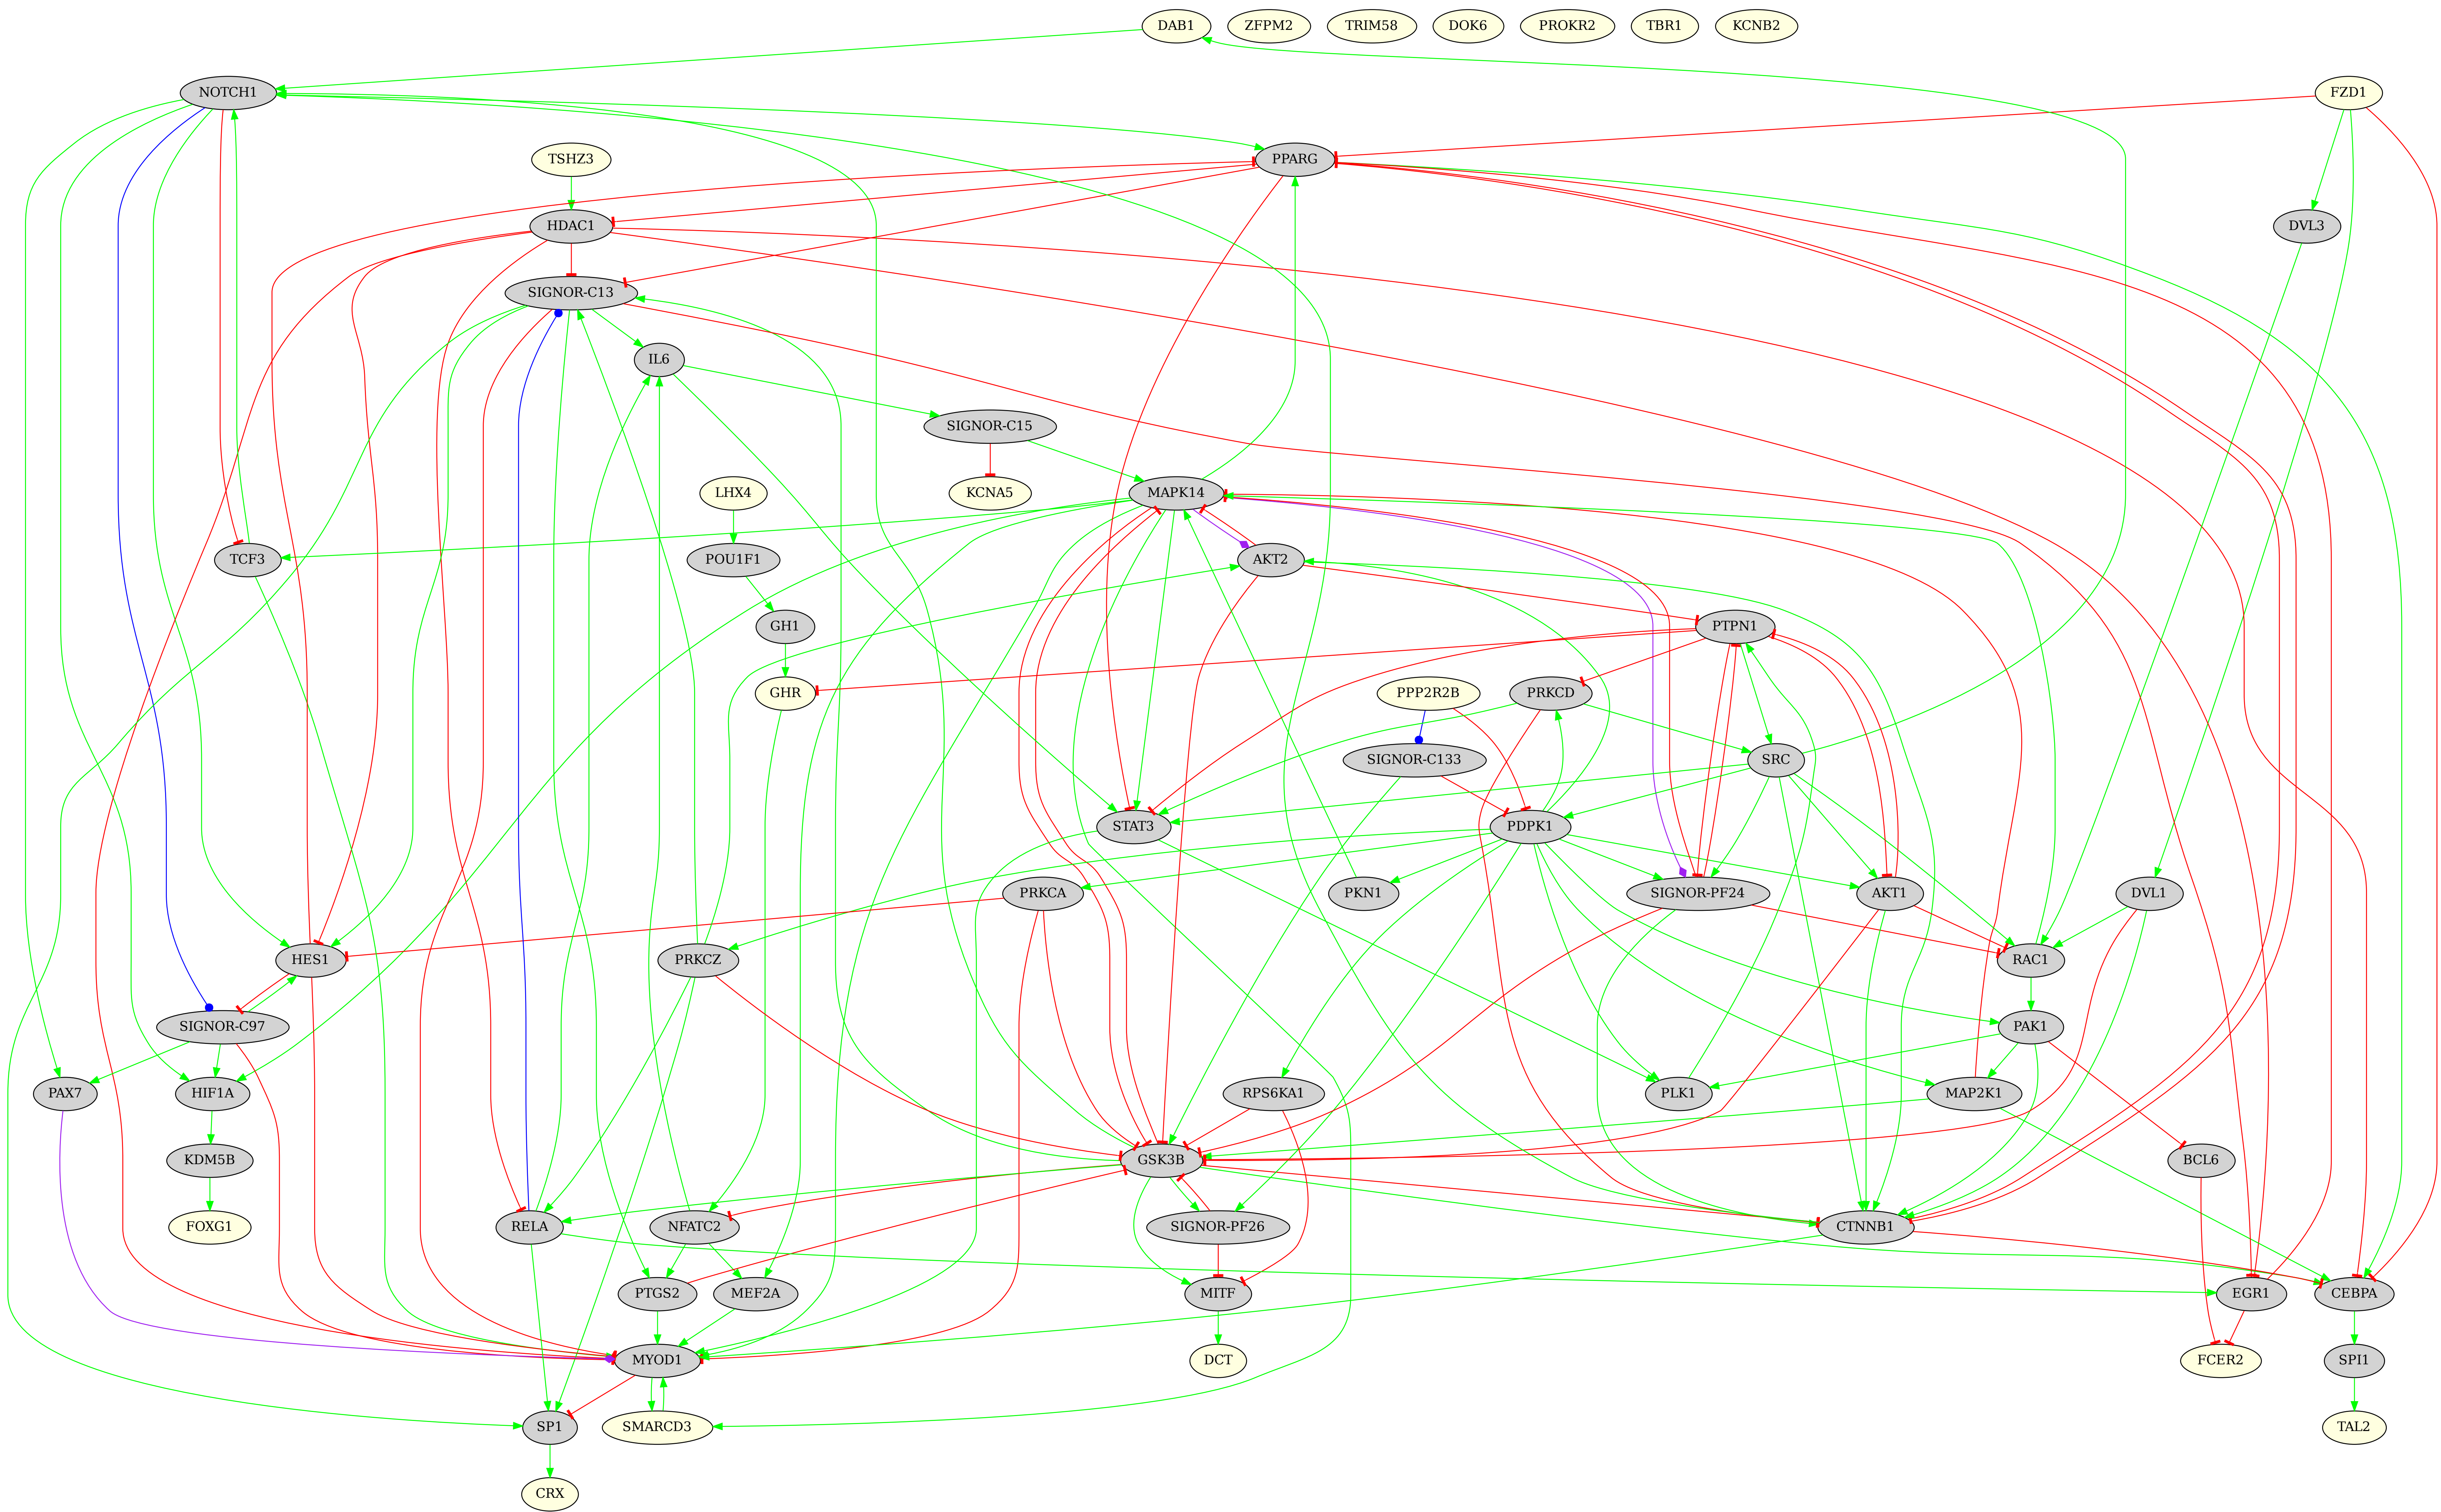 DAB1
ZFPM2
TRIM58
DOK6
PROKR2
TBR1
KCNB2
NOTCH1
FZD1
TSHZ3
PPARG
HDAC1
DVL3
SIGNOR-C13
IL6
SIGNOR-C15
LHX4
KCNA5
MAPK14
TCF3
POU1F1
AKT2
GH1
PTPN1
GHR
PPP2R2B
PRKCD
SIGNOR-C133
SRC
STAT3
PDPK1
PRKCA
PKN1
SIGNOR-PF24
AKT1
DVL1
HES1
PRKCZ
RAC1
SIGNOR-C97
PAK1
PAX7
HIF1A
RPS6KA1
PLK1
MAP2K1
KDM5B
GSK3B
BCL6
FOXG1
RELA
NFATC2
SIGNOR-PF26
CTNNB1
PTGS2
MEF2A
MITF
EGR1
CEBPA
MYOD1
DCT
FCER2
SPI1
SP1
SMARCD3
TAL2
CRX